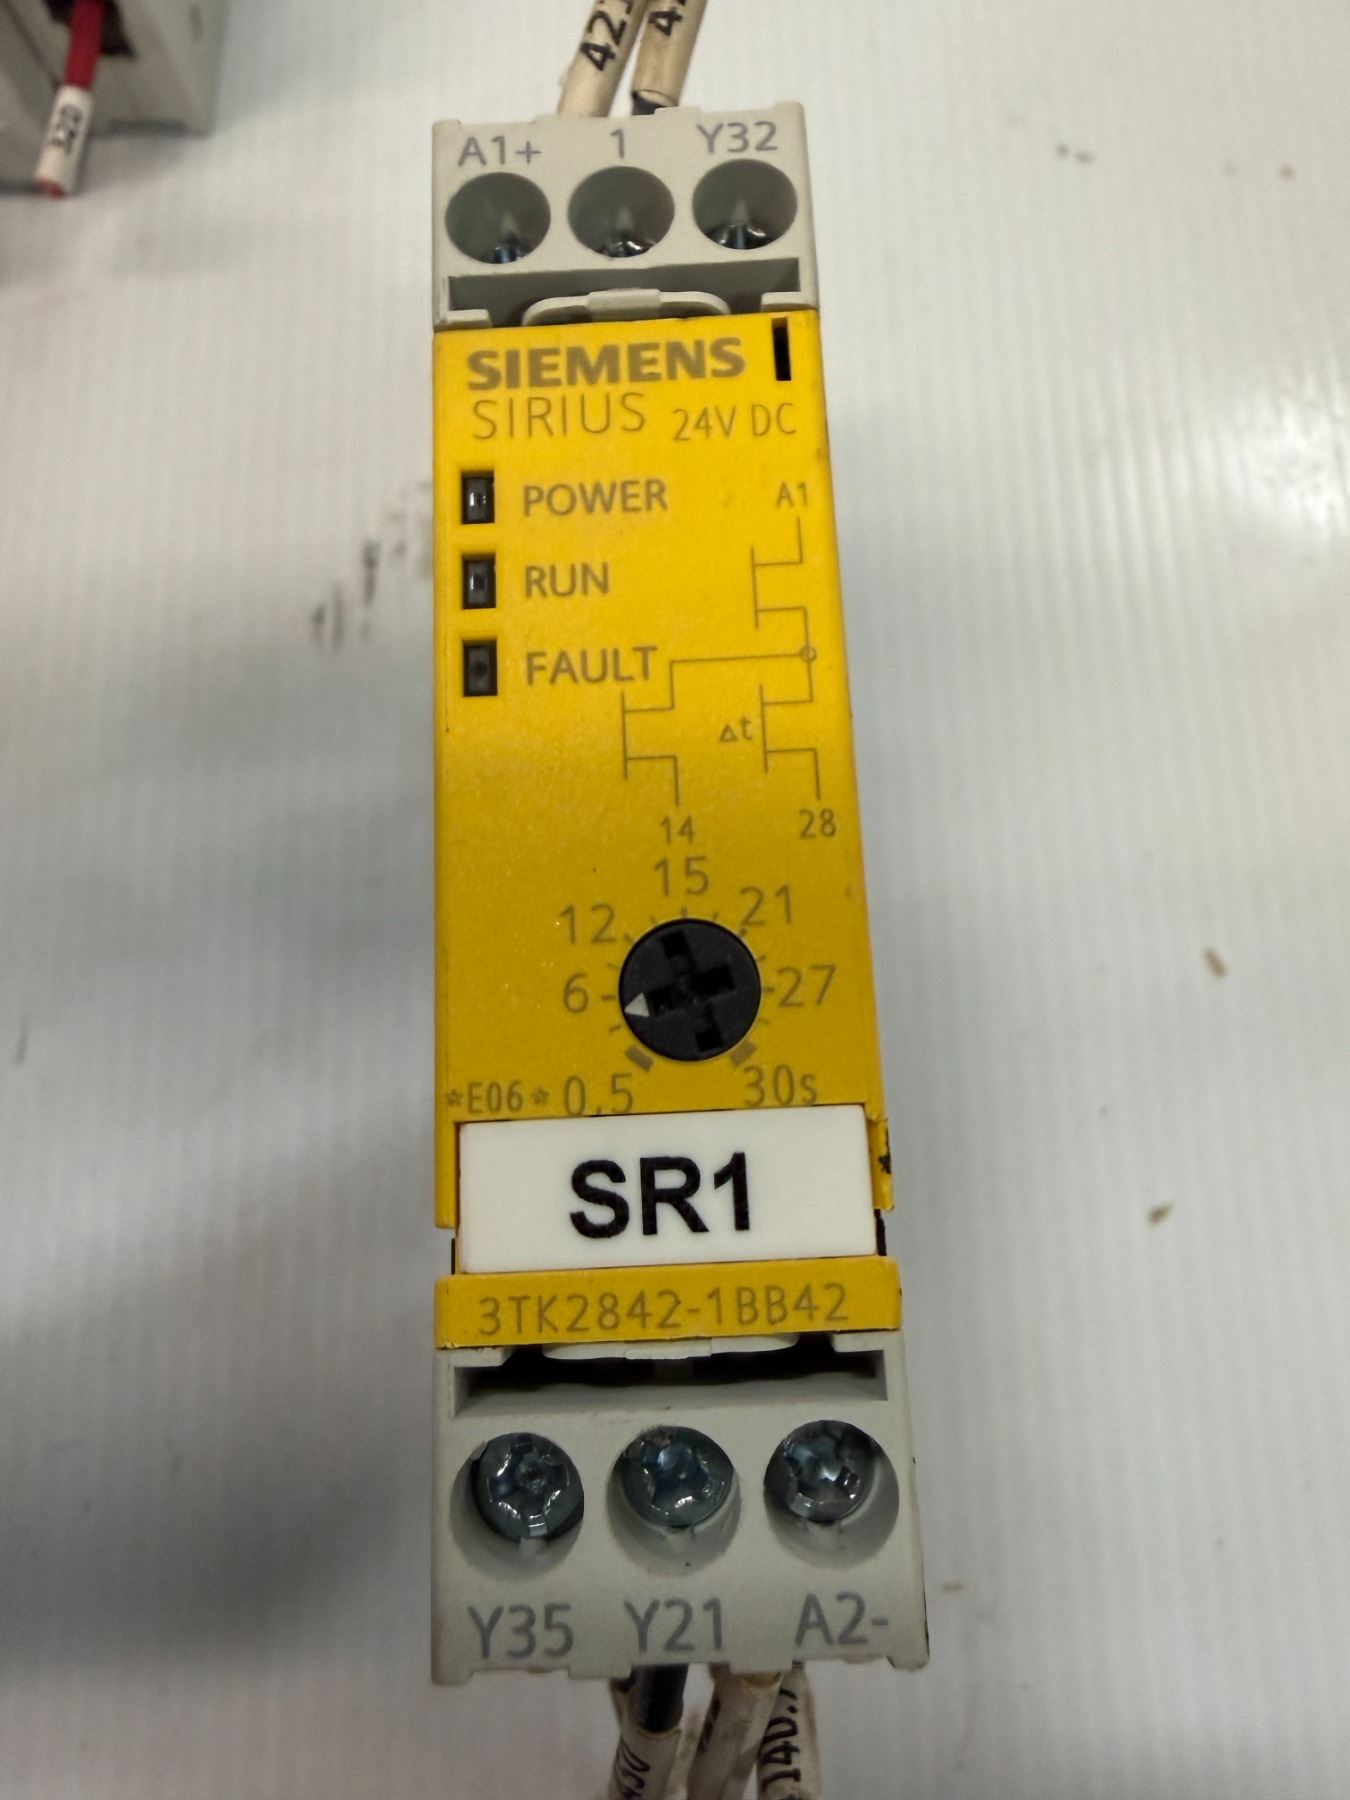 320
A1+ 1 Y32
SIEMENS
SIRIUS 24V DC
POWER
A1
RUN
FAULT
Δt
14 28
15
12 21
6 27
*E06* 0,5 30s
SR1
3TK2842-1BB42
Y35 Y21 A2-